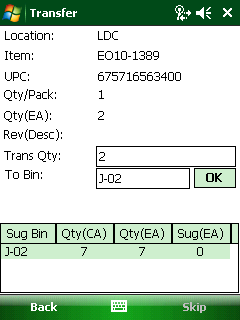 Transfer
Location: LDC
Item: EO10-1389
UPC: 675716563400
Qty/Pack: 1
Qty(EA): 2
Rev(Desc):
Trans Qty: 2
To Bin: J-02 OK
Sug Bin Qty(CA) Qty(EA) Sug(EA)
J-02 7 7 0
Back Skip